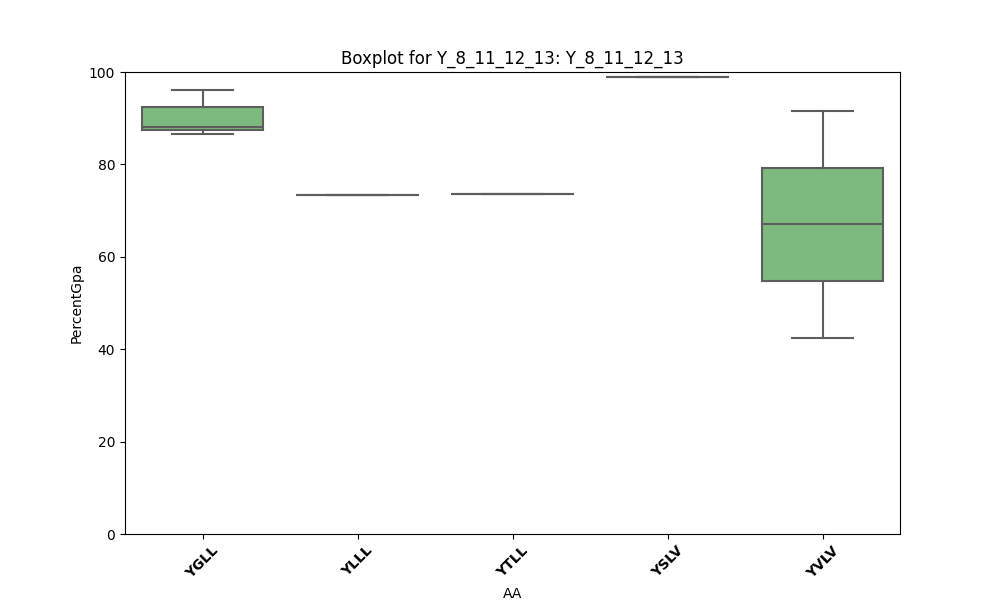 Boxplot for Y_8_11_12_13: Y_8_11_12_13
100
80
60
40
20
0
PercentGpa
YGLL
YLLL
YTLL
YSLV
YVLV
AA